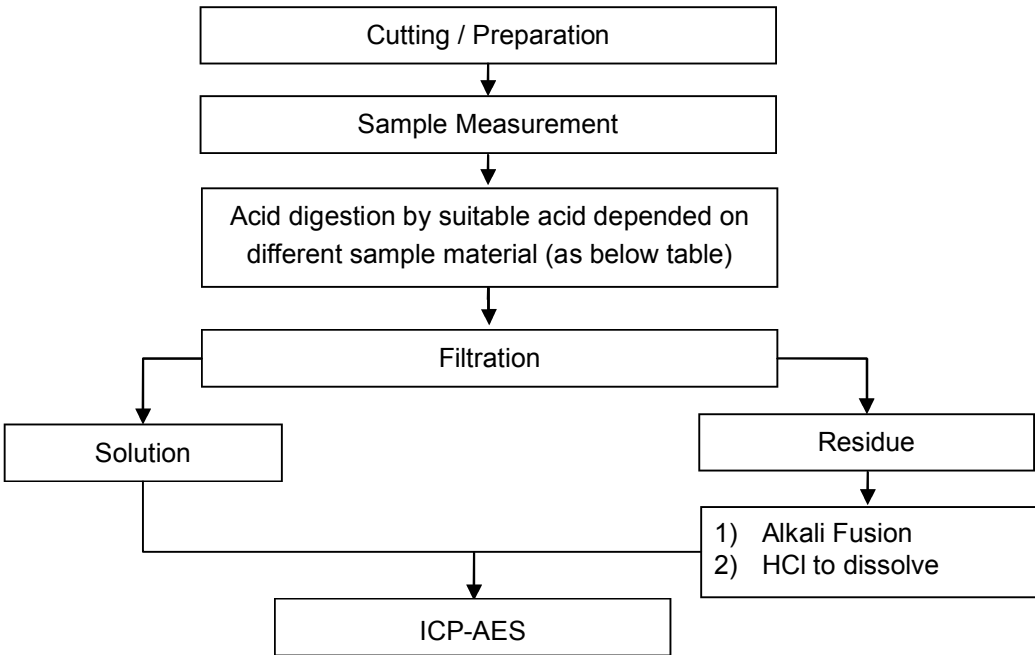 Cutting / Preparation
Sample Measurement
Acid digestion by suitable acid depended on
different sample material (as below table)
Filtration
Solution
Residue
1) Alkali Fusion
2) HCl to dissolve
ICP-AES